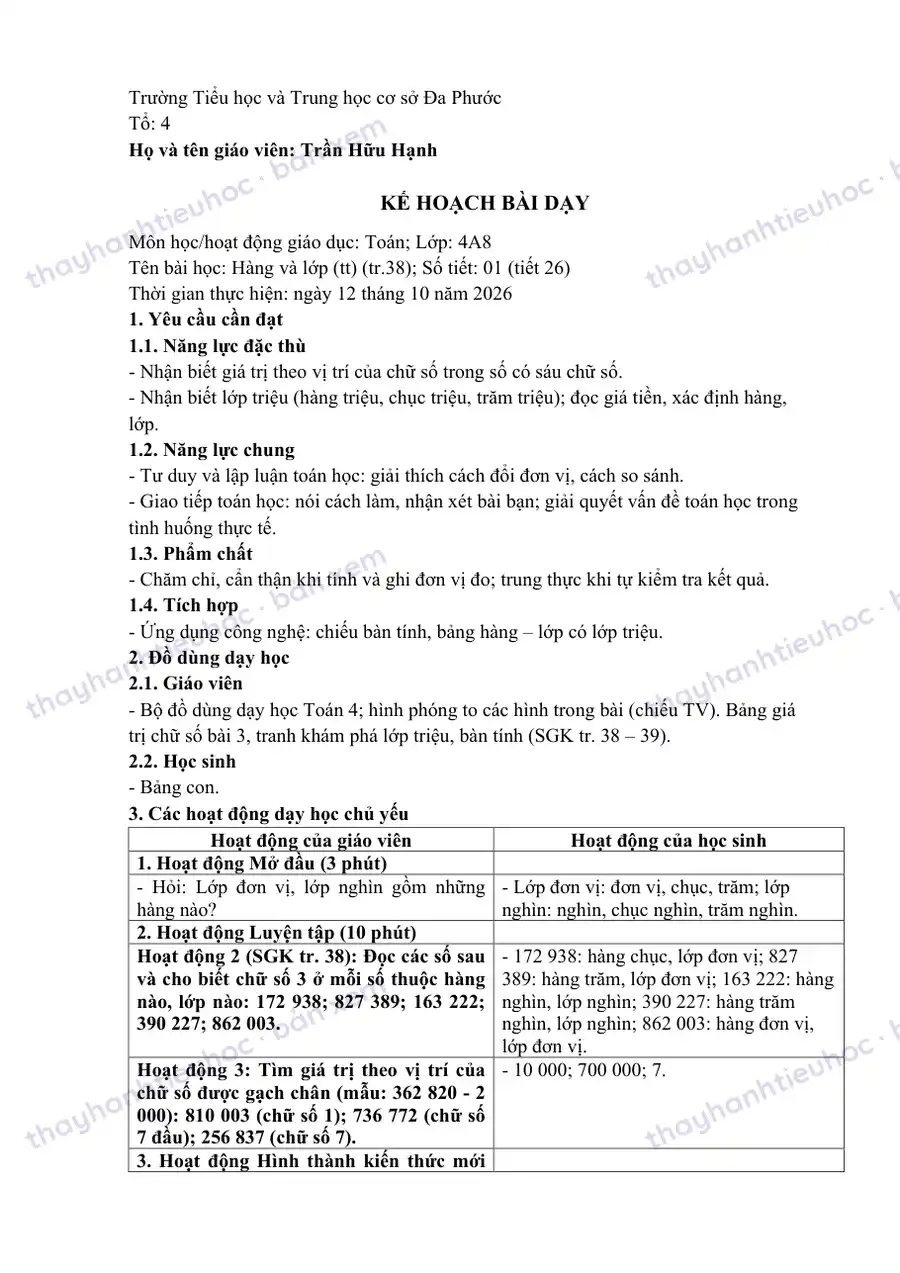 Trường Tiểu học và Trung học cơ sở Đa Phước
Tổ: 4
Họ và tên giáo viên: Trần Hữu Hạnh
KẾ HOẠCH BÀI DẠY
Môn học/hoạt động giáo dục: Toán; Lớp: 4A8
Tên bài học: Hàng và lớp (tt) (tr.38); Số tiết: 01 (tiết 26)
Thời gian thực hiện: ngày 12 tháng 10 năm 2026
1. Yêu cầu cần đạt
1.1. Năng lực đặc thù
- Nhận biết giá trị theo vị trí của chữ số trong số có sáu chữ số.
- Nhận biết lớp triệu (hàng triệu, chục triệu, trăm triệu); đọc giá tiền, xác định hàng,
lớp.
1.2. Năng lực chung
- Tư duy và lập luận toán học: giải thích cách đổi đơn vị, cách so sánh.
- Giao tiếp toán học: nói cách làm, nhận xét bài bạn; giải quyết vấn đề toán học trong
tình huống thực tế.
1.3. Phẩm chất
- Chăm chỉ, cẩn thận khi tính và ghi đơn vị đo; trung thực khi tự kiểm tra kết quả.
1.4. Tích hợp
- Ứng dụng công nghệ: chiếu bàn tính, bảng hàng – lớp có lớp triệu.
2. Đồ dùng dạy học
2.1. Giáo viên
- Bộ đồ dùng dạy học Toán 4; hình phóng to các hình trong bài (chiếu TV). Bảng giá
trị chữ số bài 3, tranh khám phá lớp triệu, bàn tính (SGK tr. 38 – 39).
2.2. Học sinh
- Bảng con.
3. Các hoạt động dạy học chủ yếu
Hoạt động của giáo viên
Hoạt động của học sinh
1. Hoạt động Mở đầu (3 phút)
- Hỏi: Lớp đơn vị, lớp nghìn gồm những
hàng nào?
- Lớp đơn vị: đơn vị, chục, trăm; lớp
nghìn: nghìn, chục nghìn, trăm nghìn.
2. Hoạt động Luyện tập (10 phút)
Hoạt động 2 (SGK tr. 38): Đọc các số sau
và cho biết chữ số 3 ở mỗi số thuộc hàng
nào, lớp nào: 172 938; 827 389; 163 222;
390 227; 862 003.
- 172 938: hàng chục, lớp đơn vị; 827
389: hàng trăm, lớp đơn vị; 163 222: hàng
nghìn, lớp nghìn; 390 227: hàng trăm
nghìn, lớp nghìn; 862 003: hàng đơn vị,
lớp đơn vị.
Hoạt động 3: Tìm giá trị theo vị trí của
chữ số được gạch chân (mẫu: 362 820 - 2
000): 810 003 (chữ số 1); 736 772 (chữ số
7 đầu); 256 837 (chữ số 7).
- 10 000; 700 000; 7.
3. Hoạt động Hình thành kiến thức mới
thayhanhtieuhoc · bản xem
thayhanhtieuhoc · b
thayhanhtieuhoc · bản xem
thayhanhtieuhoc · b
thayhanhtieuhoc · bản xem
thayhanhtieuhoc · b